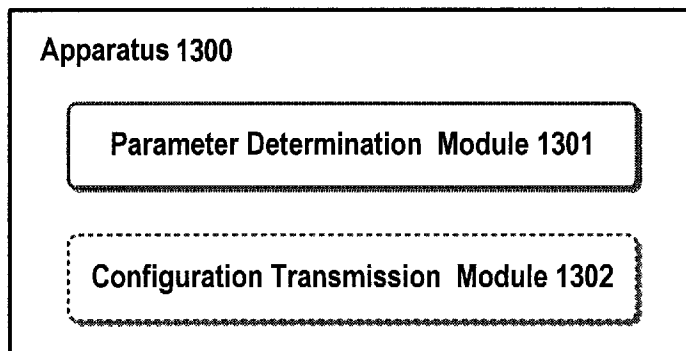 Apparatus 1300
Parameter Determination Module 1301
Configuration Transmission Module 1302